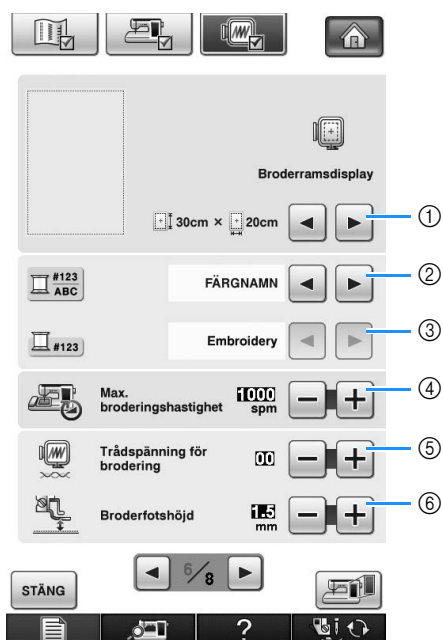 Broderramsdisplay
30cm × 20cm
①
#123
ABC
FÄRGNAMN
②
#123
Embroidery
③
Max.
broderingshastighet
1000
spm
④
Trådspänning för
brodering
00
⑤
Broderfotshöjd
1.5
mm
⑥
6/8
STÄNG
?